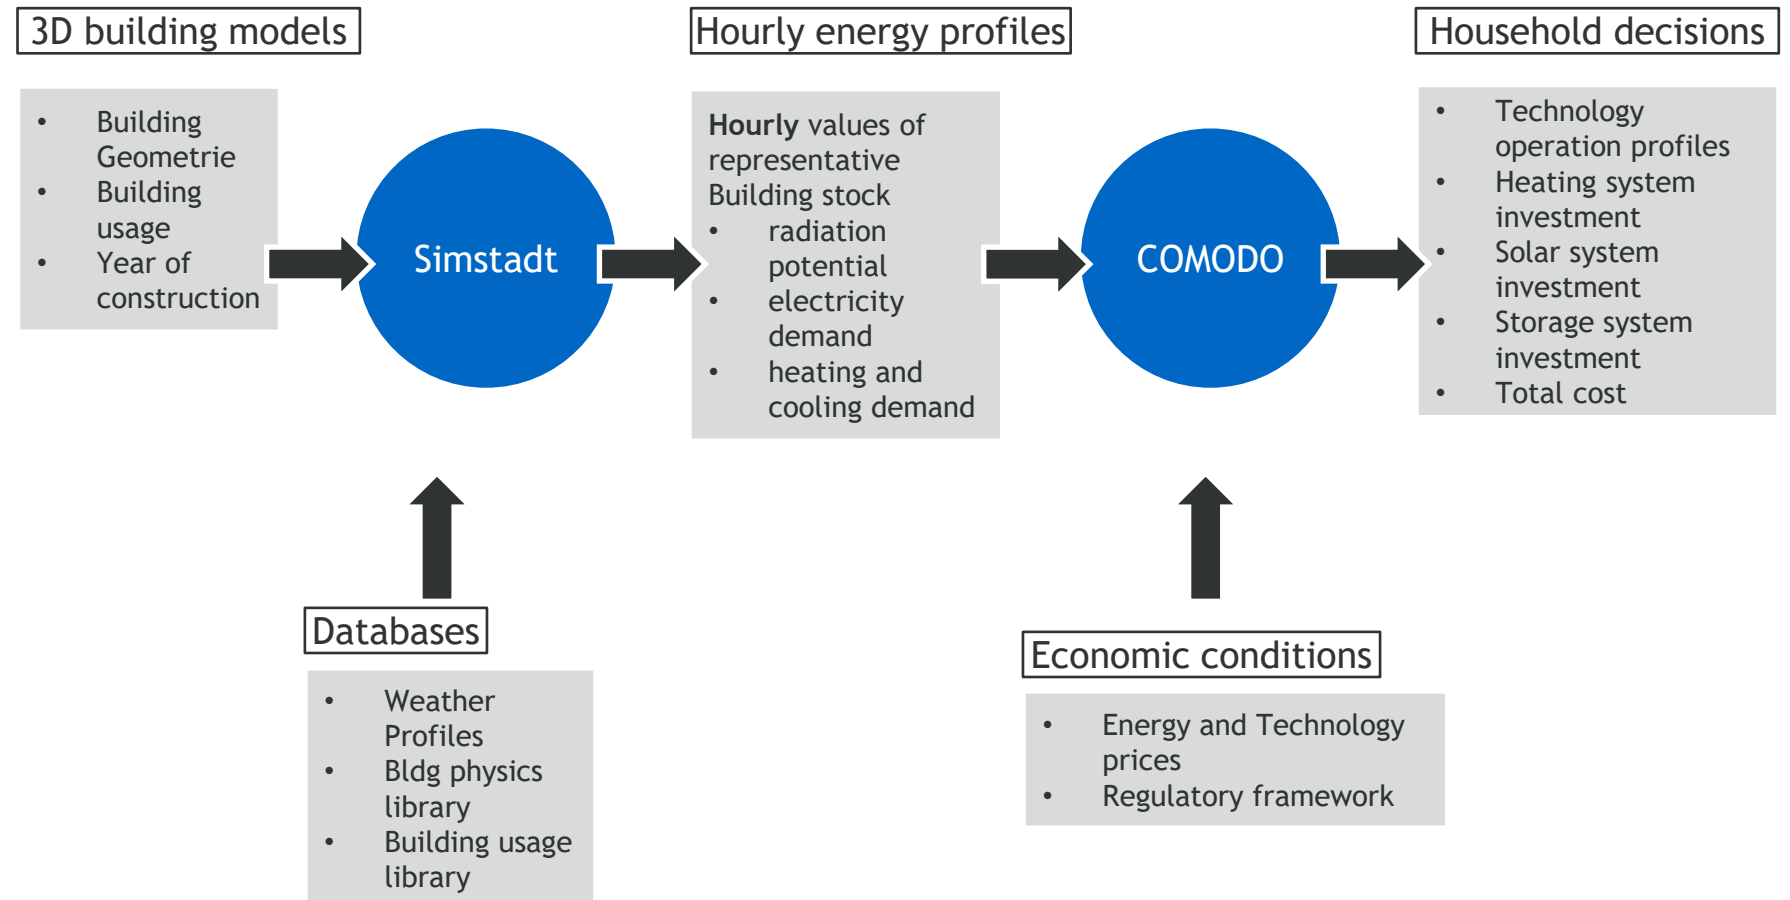 3D building models
• Building
Geometrie
• Building
usage
• Year of
construction
Simstadt
Databases
• Weather
Profiles
• Bldg physics
library
• Building usage
library
Hourly energy profiles
Hourly values of
representative
Building stock
• radiation
potential
• electricity
demand
• heating and
cooling demand
COMODO
Economic conditions
• Energy and Technology
prices
• Regulatory framework
Household decisions
• Technology
operation profiles
• Heating system
investment
• Solar system
investment
• Storage system
investment
• Total cost